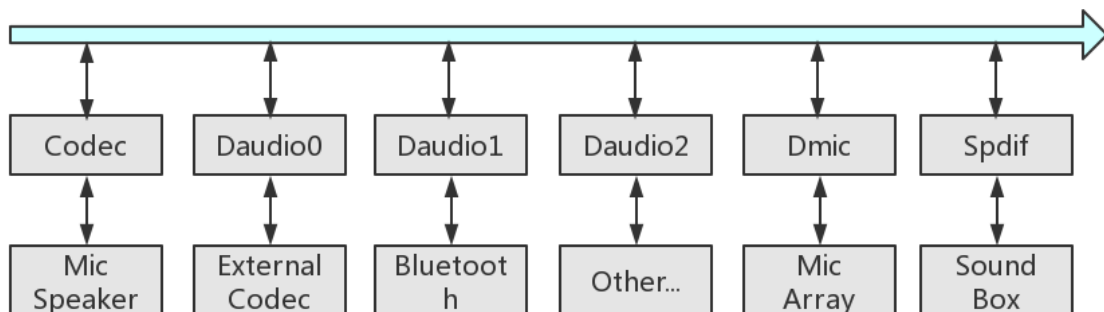 Codec
Daudio0
Daudio1
Daudio2
Dmic
Spdif
Mic
Speaker
External
Codec
Bluetoot
h
Other...
Mic
Array
Sound
Box